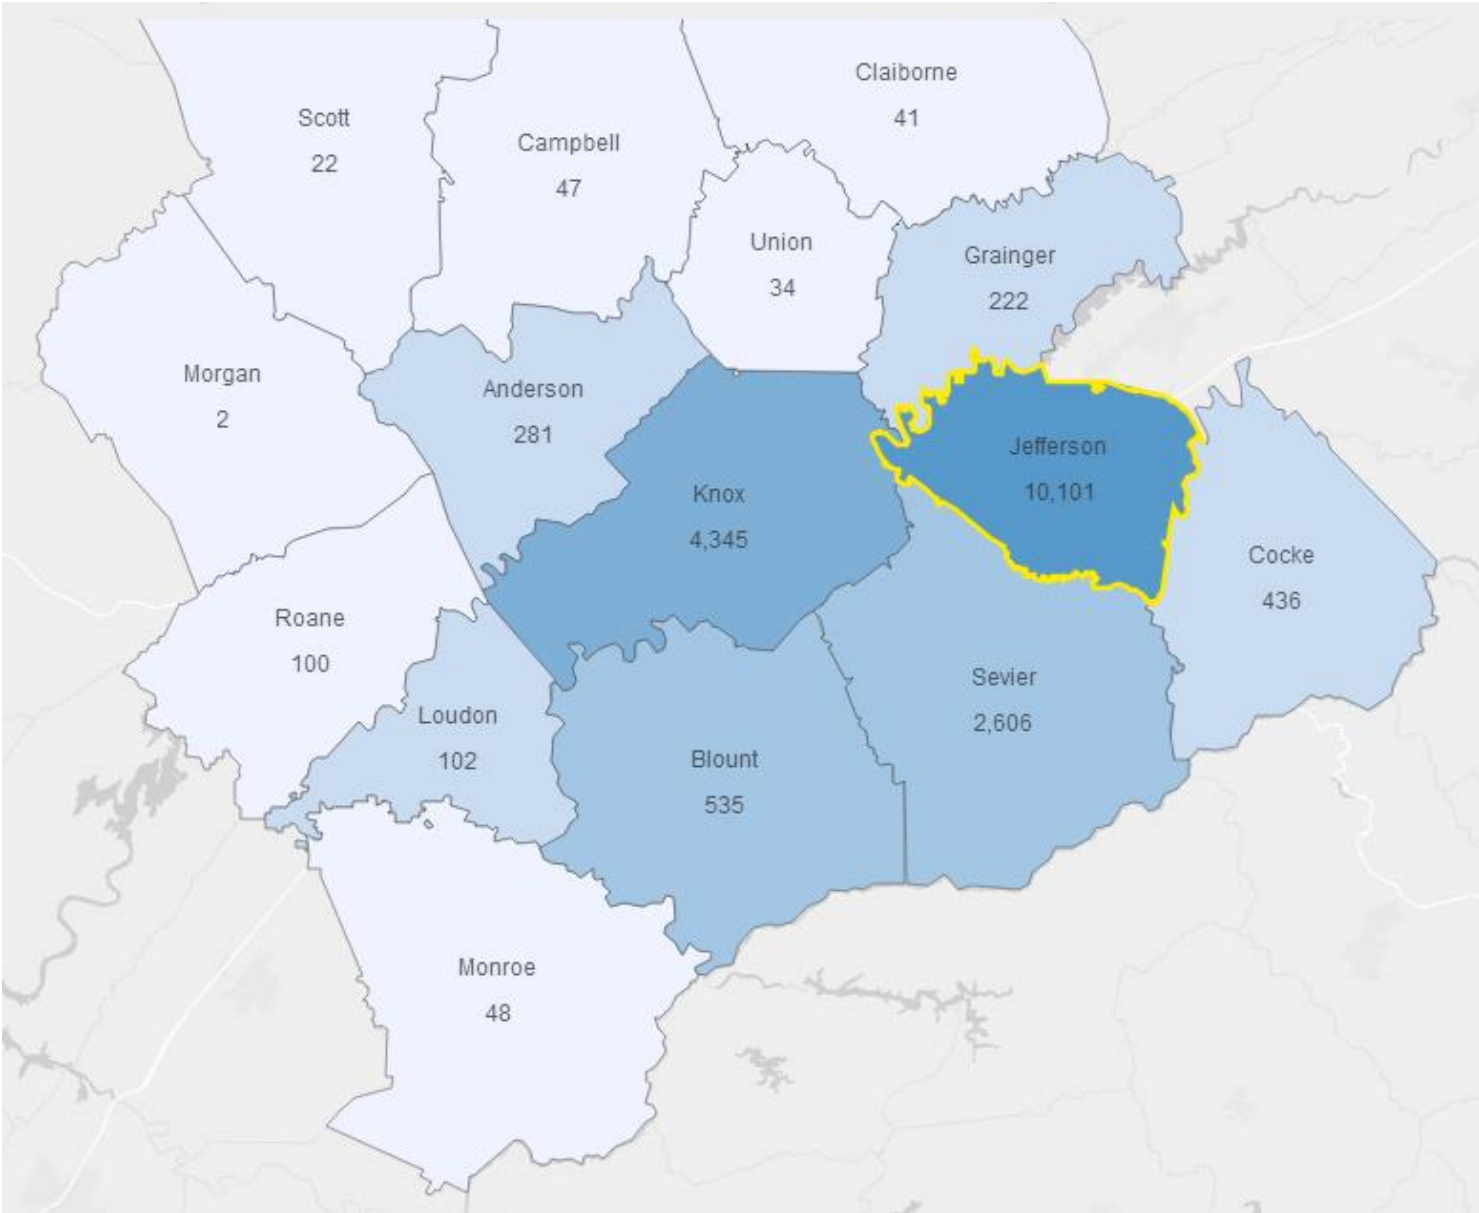 Claiborne
41
Scott
22
Campbell
47
Union
34
Grainger
222
Morgan
2
Anderson
281
Jefferson
10,101
Knox
4,345
Cocke
436
Roane
100
Sevier
2,606
Loudon
102
Blount
535
Monroe
48